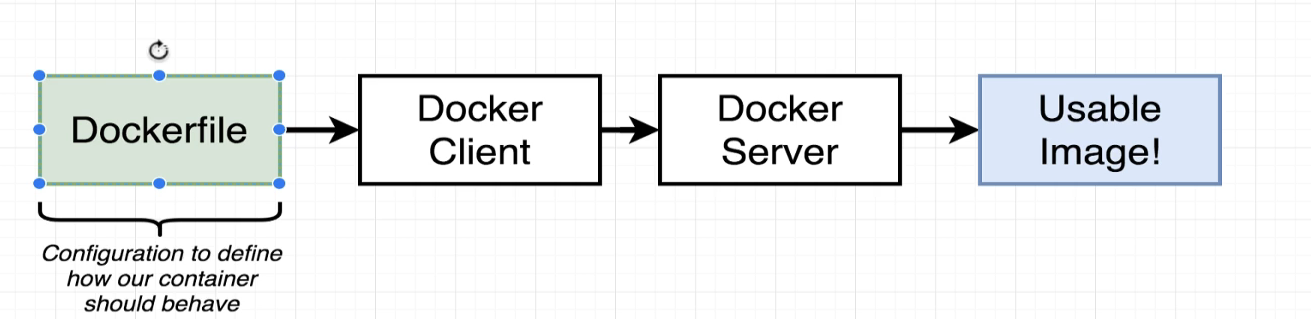 Dockerfile
Docker
Client
Docker
Server
Usable
Image!
Configuration to define
how our container
should behave